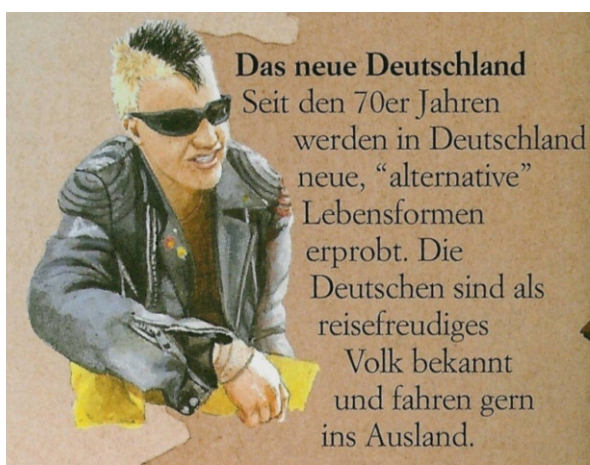 Das neue Deutschland
Seit den 70er Jahren
werden in Deutschland
neue, “alternative”
Lebensformen
erprobt. Die
Deutschen sind als
reisefreudiges
Volk bekannt
und fahren gern
ins Ausland.